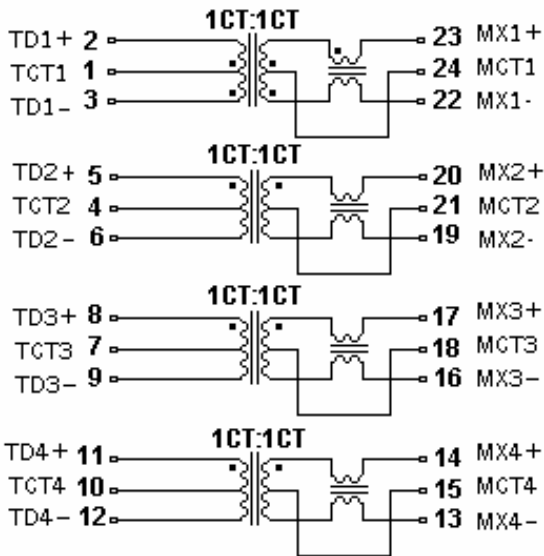 1CT:1CT
TD1+ 2 23 MX1+
TCT1 1 24 MCT1
TD1- 3 22 MX1-
1CT:1CT
TD2+ 5 20 MX2+
TCT2 4 21 MCT2
TD2- 6 19 MX2-
1CT:1CT
TD3+ 8 17 MX3+
TCT3 7 18 MCT3
TD3- 9 16 MX3-
1CT:1CT
TD4+ 11 14 MX4+
TCT4 10 15 MCT4
TD4- 12 13 MX4-